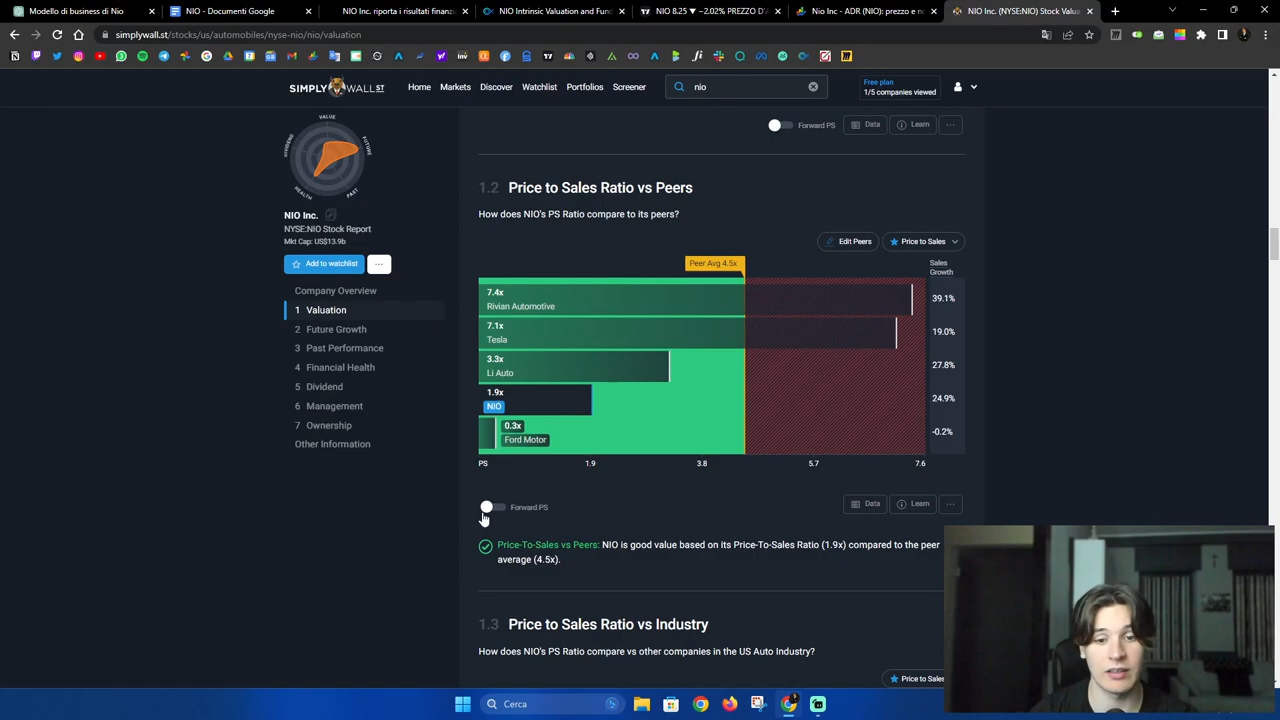 Modello di business di Nio
NIO - Documenti Google
NIO Inc. riporta i risultati finanzi
NIO Intrinsic Valuation and Fun
NIO 8.25 ▼ −2.02% PREZZO D'A
Nio Inc - ADR (NIO): prezzo e no
NIO Inc. (NYSE:NIO) Stock Valua
simplywall.st/stocks/us/automobiles/nyse-nio/nio/valuation
SIMPLY WALL ST
Home
Markets
Discover
Watchlist
Portfolios
Screener
nio
Free plan
1/5 companies viewed
VALUE
FUTURE
PAST
HEALTH
DIVIDEND
NIO Inc.
NYSE:NIO Stock Report
Mkt Cap: US$13.9b
Add to watchlist
Company Overview
1 Valuation
2 Future Growth
3 Past Performance
4 Financial Health
5 Dividend
6 Management
7 Ownership
Other Information
Forward PS
Data
Learn
1.2 Price to Sales Ratio vs Peers
How does NIO's PS Ratio compare to its peers?
Edit Peers
Price to Sales
Peer Avg 4.5x
Sales
Growth
7.4x
Rivian Automotive
39.1%
7.1x
Tesla
19.0%
3.3x
Li Auto
27.8%
1.9x
NIO
24.9%
0.3x
Ford Motor
-0.2%
PS
1.9
3.8
5.7
7.6
Forward PS
Data
Learn
Price-To-Sales vs Peers: NIO is good value based on its Price-To-Sales Ratio (1.9x) compared to the peer
average (4.5x).
1.3 Price to Sales Ratio vs Industry
How does NIO's PS Ratio compare vs other companies in the US Auto Industry?
Price to Sales
Cerca